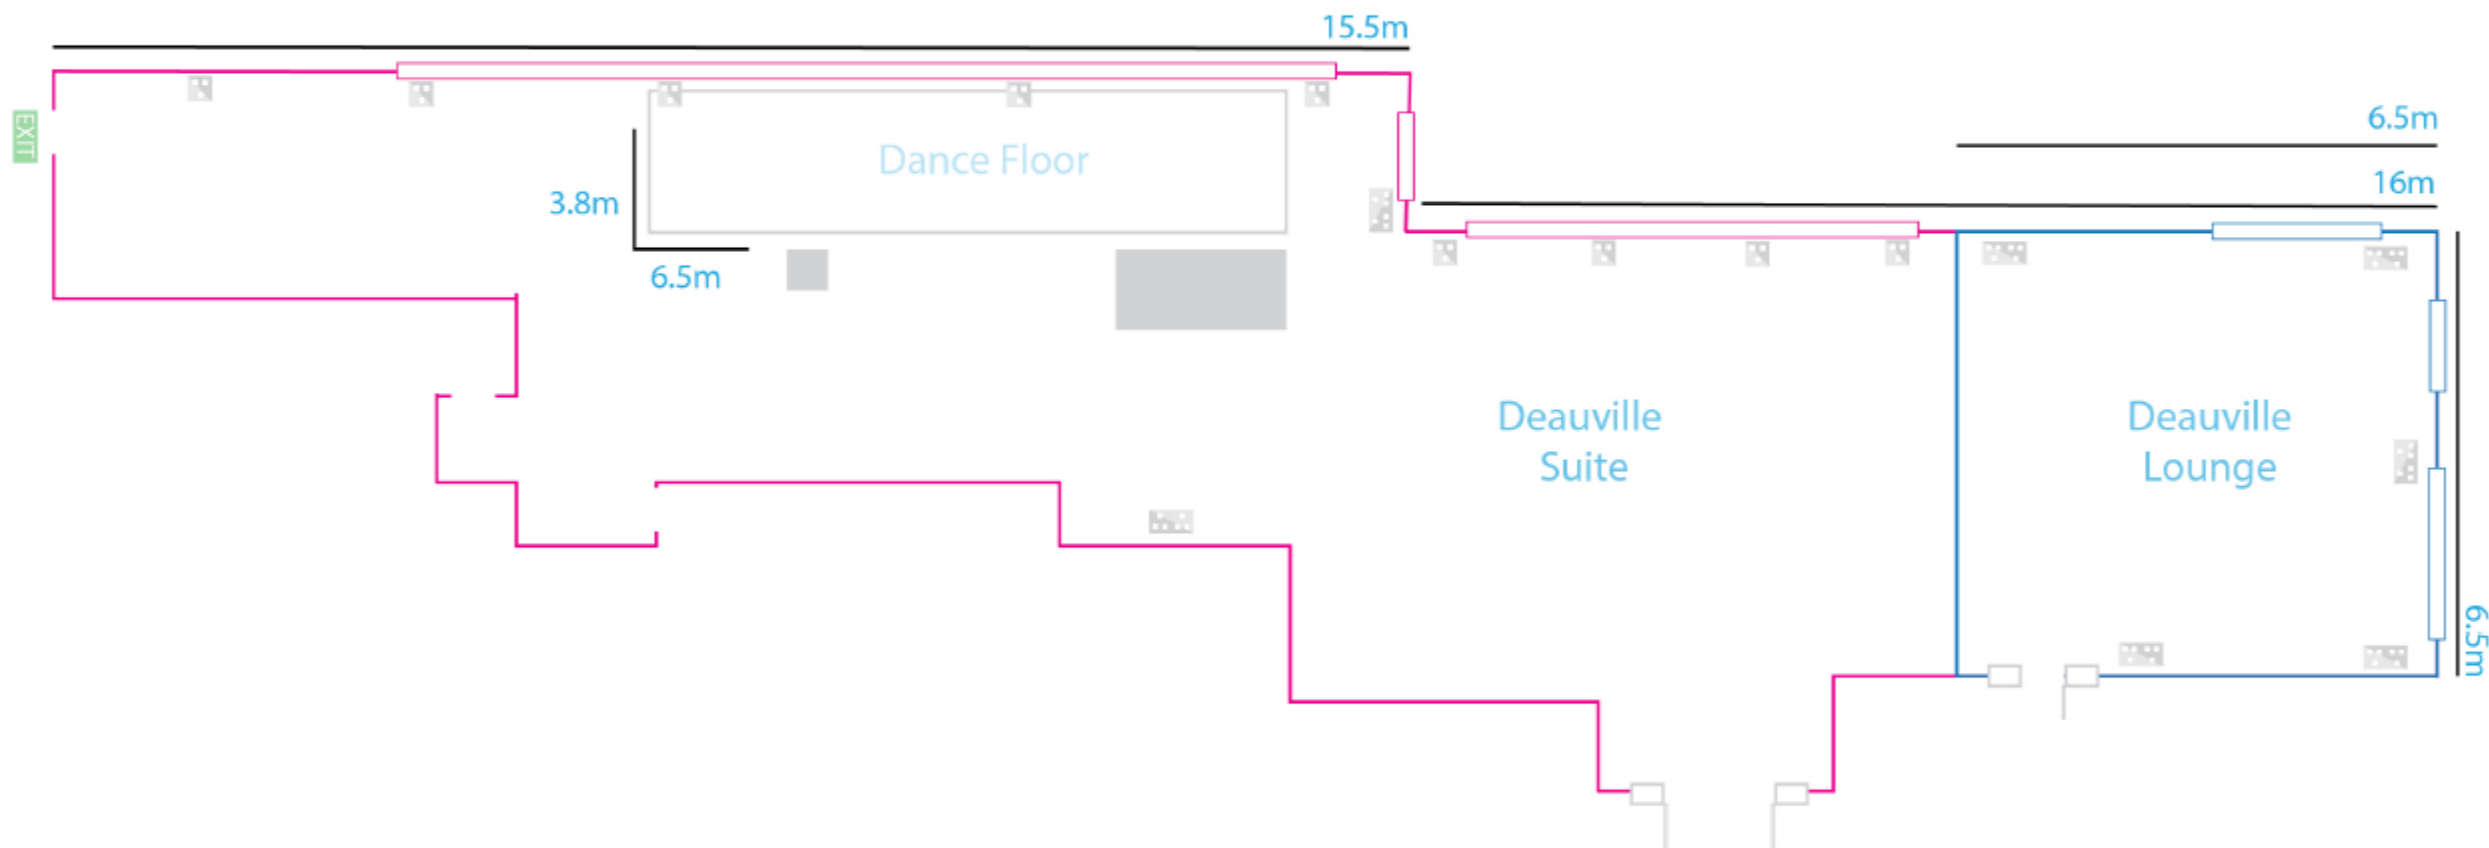 15.5m
EXIT
Dance Floor
6.5m
16m
3.8m
6.5m
Deauville
Suite
Deauville
Lounge
6.5m